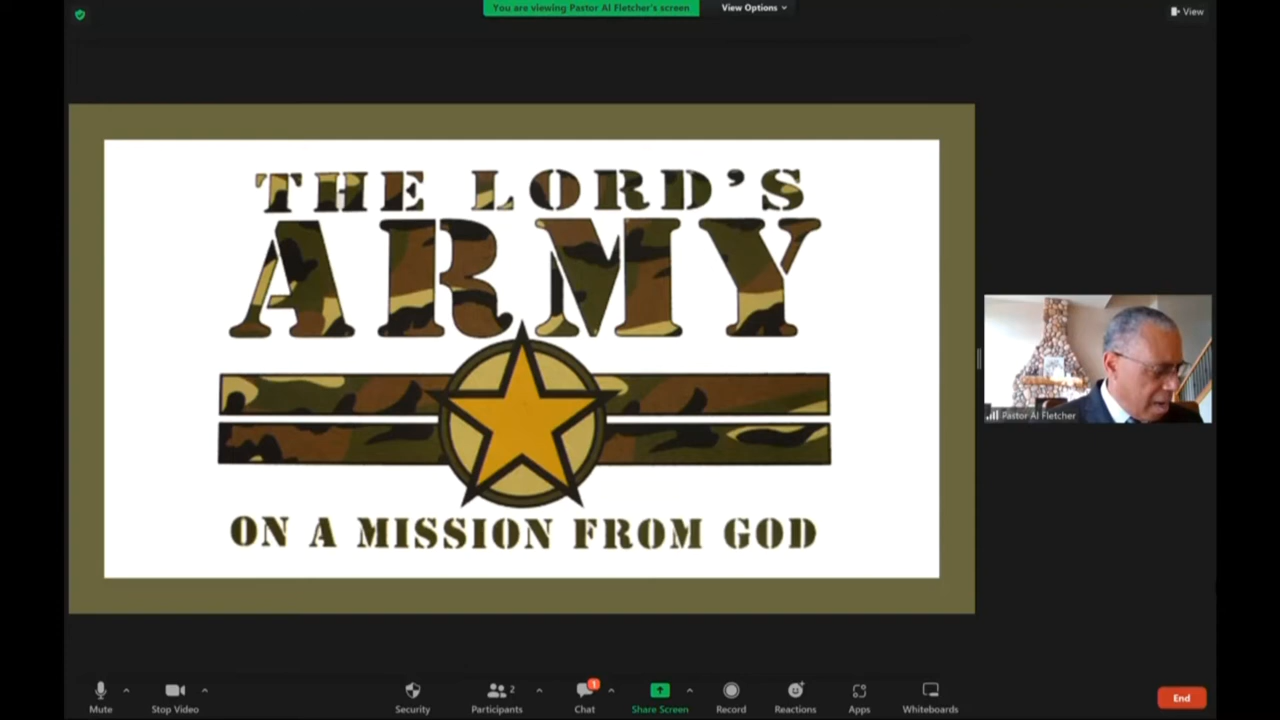 You are viewing Pastor Al Fletcher's screen
View Options
View
THE LORD'S
ARMY
ON A MISSION FROM GOD
Pastor Al Fletcher
Mute
Stop Video
Security
2
Participants
1
Chat
Share Screen
Record
Reactions
Apps
Whiteboards
End